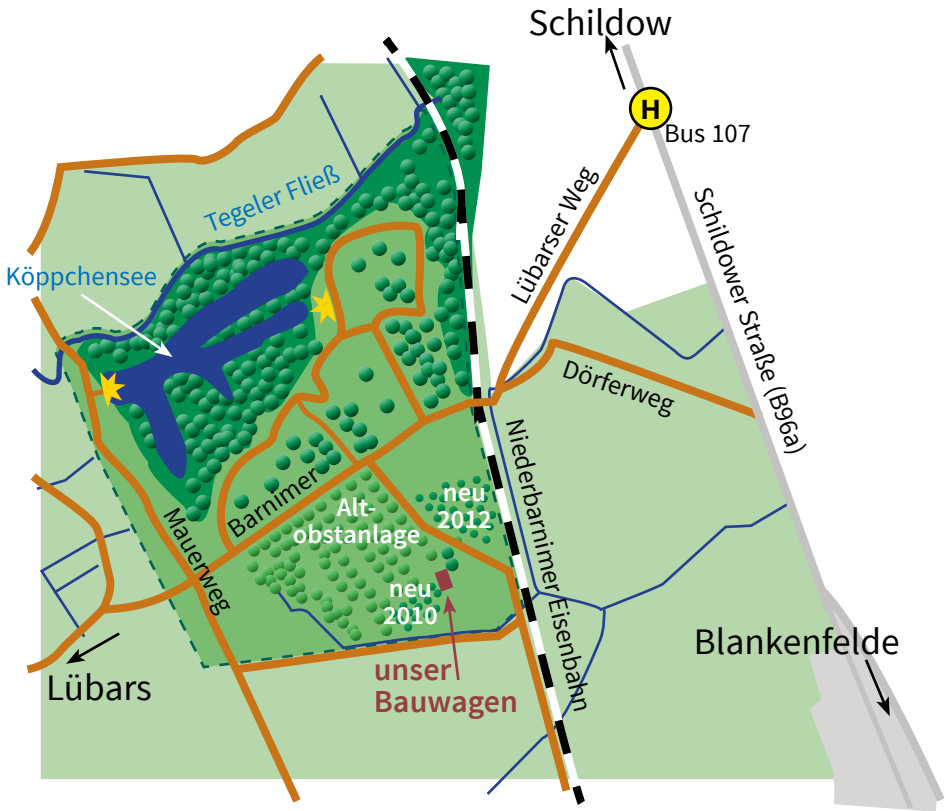 Schildow
H
Bus 107
Tegeler Fließ
Lübarser Weg
Schildower Straße (B96a)
Köppchensee
Dörferweg
Niederbarnimer Eisenbahn
Barnimer
Mauerweg
Alt-
obstanlage
neu
2012
neu
2010
unser
Bauwagen
Blankenfelde
Lübars